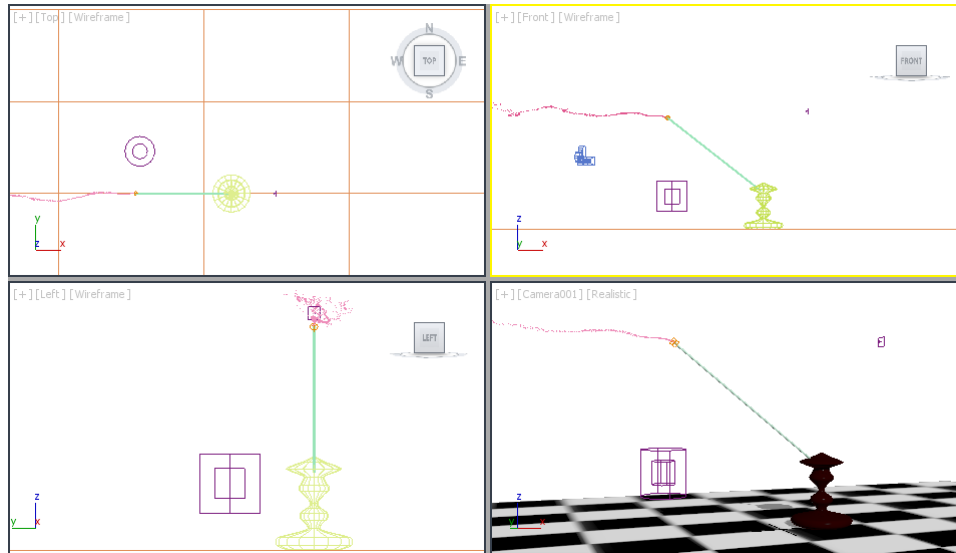 [+] [Top] [Wireframe]
N
W TOP E
S
y
z x
[+] [Front] [Wireframe]
FRONT
z
y x
[+] [Left] [Wireframe]
LEFT
z
y x
[+] [Camera001] [Realistic]
z
y x